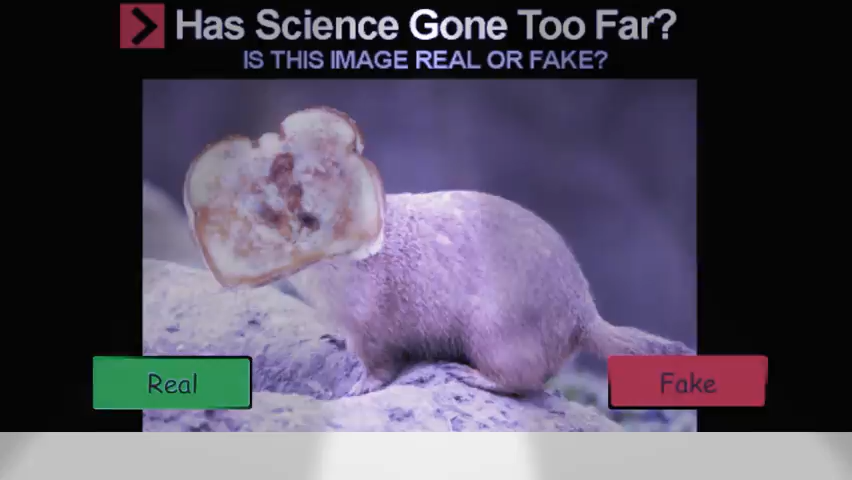 Has Science Gone Too Far?
IS THIS IMAGE REAL OR FAKE?
Real
Fake